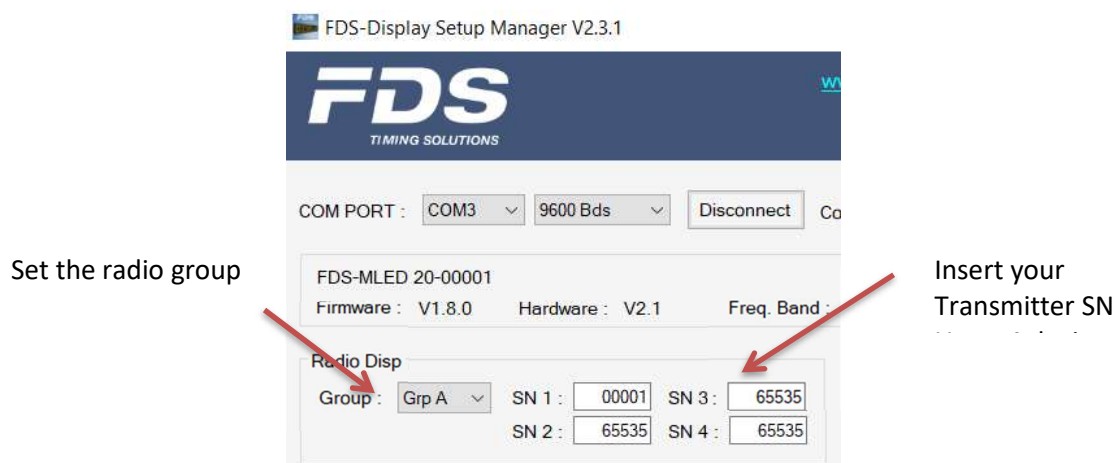 FDS-Display Setup Manager V2.3.1
FDS
TIMING SOLUTIONS
COM PORT : COM3 9600 Bds Disconnect Co
Set the radio group
FDS-MLED 20-00001
Firmware : V1.8.0 Hardware : V2.1 Freq. Band :
Insert your
Transmitter SN
Radio Disp
Group : Grp A SN 1 : 00001 SN 3 : 65535
SN 2 : 65535 SN 4 : 65535